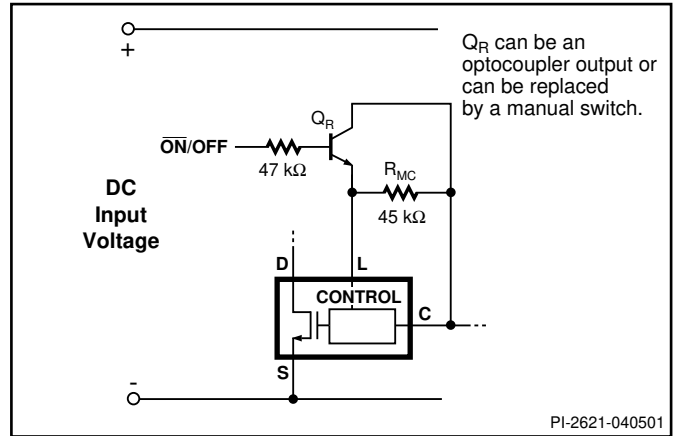 +
Q_R can be an
optocoupler output or
can be replaced
by a manual switch.
Q_R
O̅N̅/OFF
47 kΩ
R_MC
45 kΩ
DC
Input
Voltage
D
L
CONTROL
C
S
-
PI-2621-040501